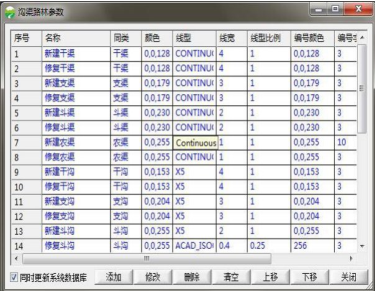 沟渠路林参数
序号 名称 同类 颜色 线型 线宽 线型比例 编号颜色
1 新建干渠 干渠 0,0,128 CONTINUO 4 1 0,0,128 3
2 修复干渠 干渠 0,0,128 CONTINUO 4 1 0,0,128 3
3 新建支渠 支渠 0,0,179 CONTINUO 3 1 0,0,179 3
4 修复支渠 支渠 0,0,179 CONTINUO 3 1 0,0,179 3
5 新建斗渠 斗渠 0,0,230 CONTINUO 2 1 0,0,230 3
6 修复斗渠 斗渠 0,0,230 CONTINUO 2 1 0,0,230 3
7 新建农渠 农渠 0,0,255 Continuous 1 1 0,0,255 10
8 修复农渠 农渠 0,0,255 CONTINUO 1 1 0,0,255 3
9 新建干沟 干沟 0,0,153 X5 4 1 0,0,153 3
10 修复干沟 干沟 0,0,153 X5 4 1 0,0,153 3
11 新建支沟 支沟 0,0,204 X5 3 1 0,0,204 3
12 修复支沟 支沟 0,0,204 X5 3 1 0,0,204 3
13 新建斗沟 斗沟 0,0,255 X5 2 1 0,0,255 3
14 修复斗沟 斗沟 0,0,255 ACAD_ISO 0.4 0.25 256 3
同时更新系统数据库 添加 修改 删除 清空 上移 下移 关闭